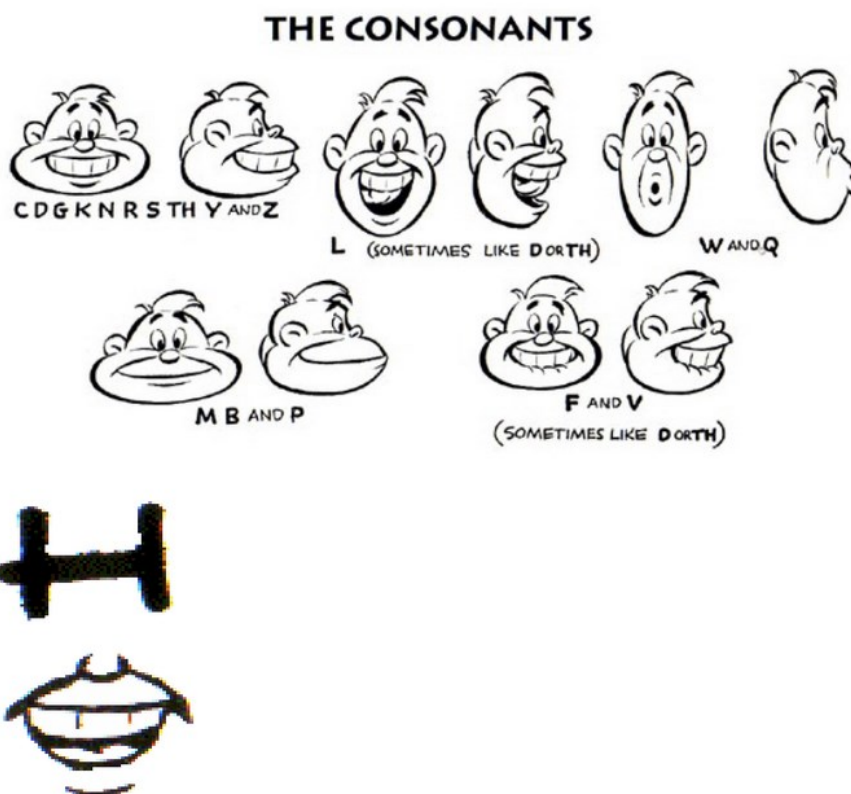 THE CONSONANTS
C D G K N R S TH Y AND Z
L (SOMETIMES LIKE D OR TH)
W AND Q
M B AND P
F AND V
(SOMETIMES LIKE D OR TH)
H